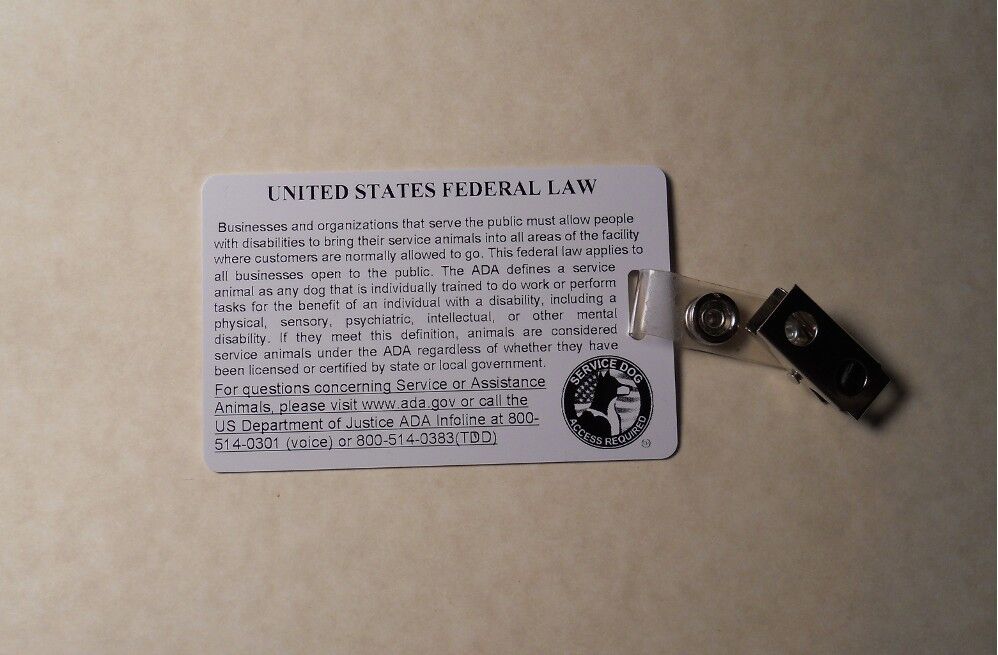 UNITED STATES FEDERAL LAW
Businesses and organizations that serve the public must allow people
with disabilities to bring their service animals into all areas of the facility
where customers are normally allowed to go. This federal law applies to
all businesses open to the public. The ADA defines a service
animal as any dog that is individually trained to do work or perform
tasks for the benefit of an individual with a disability, including a
physical, sensory, psychiatric, intellectual, or other mental
disability. If they meet this definition, animals are considered
service animals under the ADA regardless of whether they have
been licensed or certified by state or local government.
For questions concerning Service or Assistance
Animals, please visit www.ada.gov or call the
US Department of Justice ADA Infoline at 800-
514-0301 (voice) or 800-514-0383(TDD)
SERVICE DOG
ACCESS REQUIRED